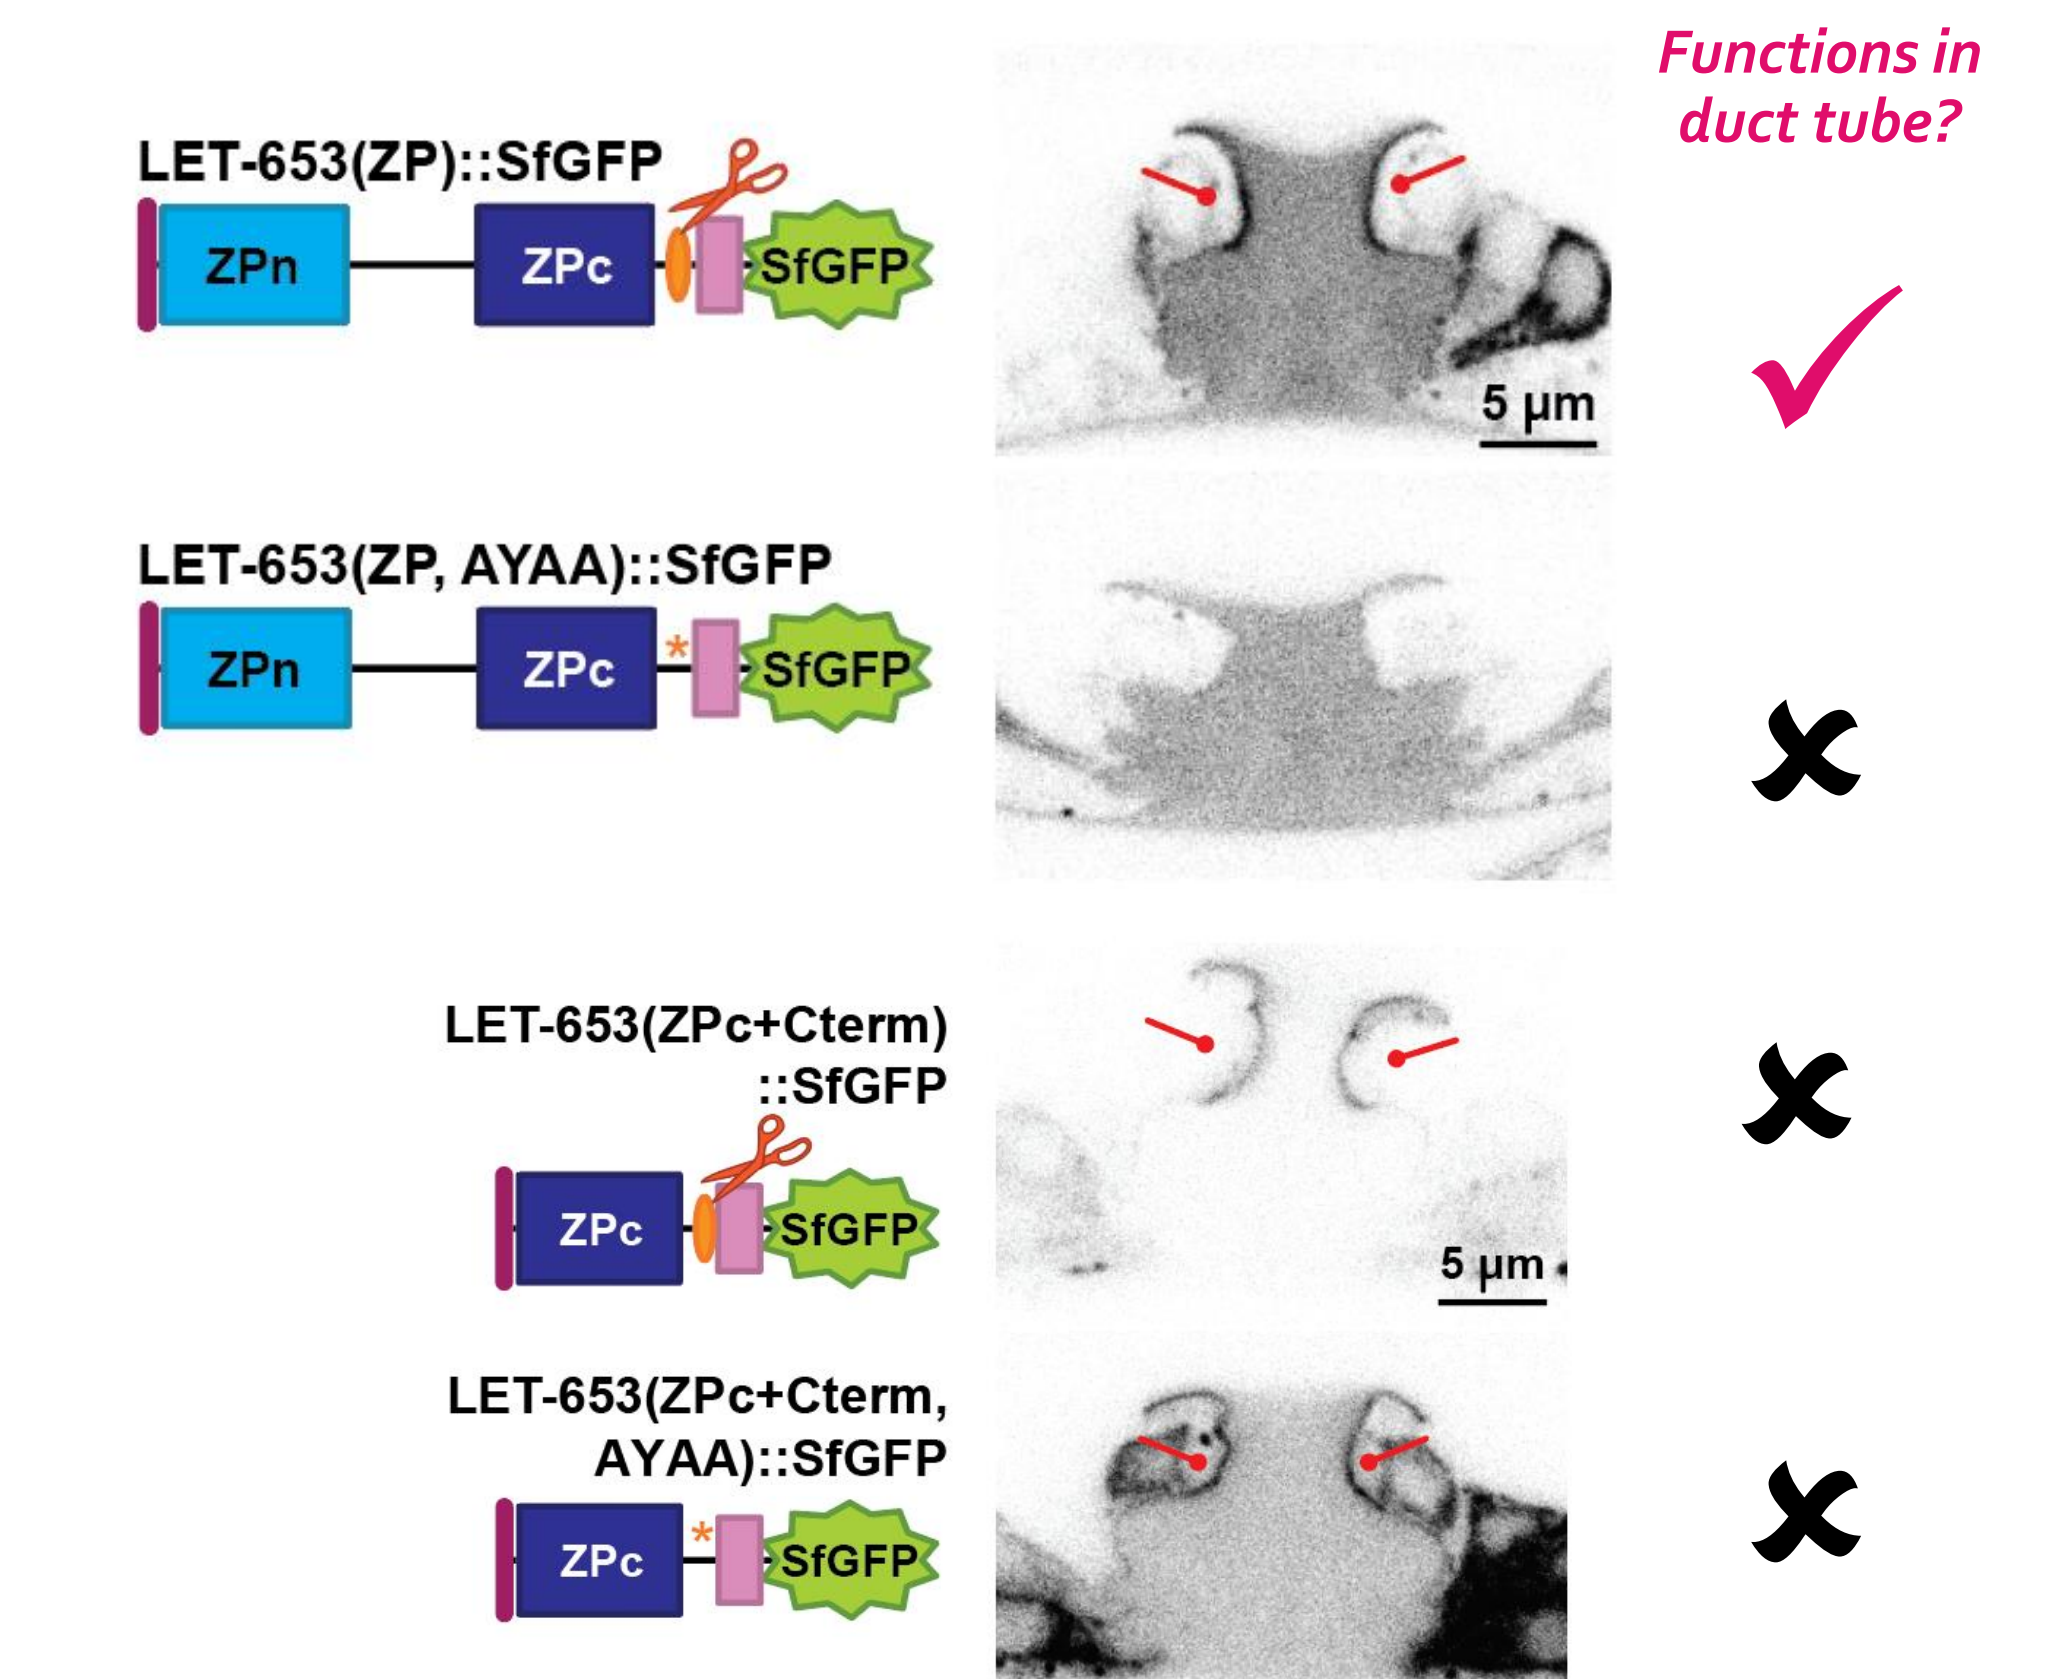 Functions in
duct tube?
LET-653(ZP)::SfGFP
ZPn
ZPc
SfGFP
5 µm
LET-653(ZP, AYAA)::SfGFP
ZPn
ZPc
*
SfGFP
LET-653(ZPc+Cterm)
::SfGFP
ZPc
SfGFP
5 µm
LET-653(ZPc+Cterm,
AYAA)::SfGFP
ZPc
*
SfGFP